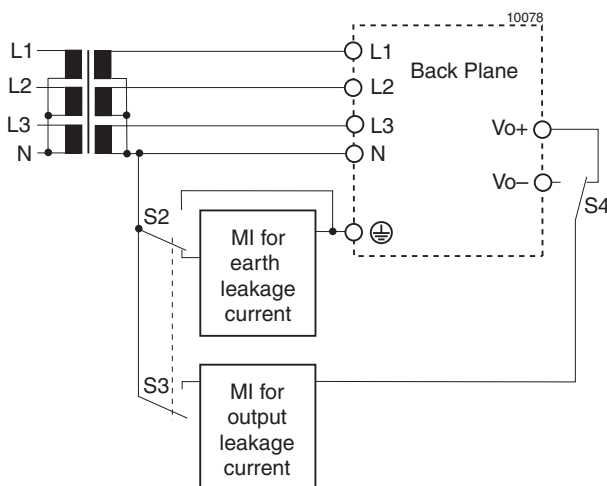 10078
L1
L1
Back Plane
L2
L2
L3
L3
Vo+
N
N
Vo–
S4
S2
MI for
earth
leakage
current
S3
MI for
output
leakage
current